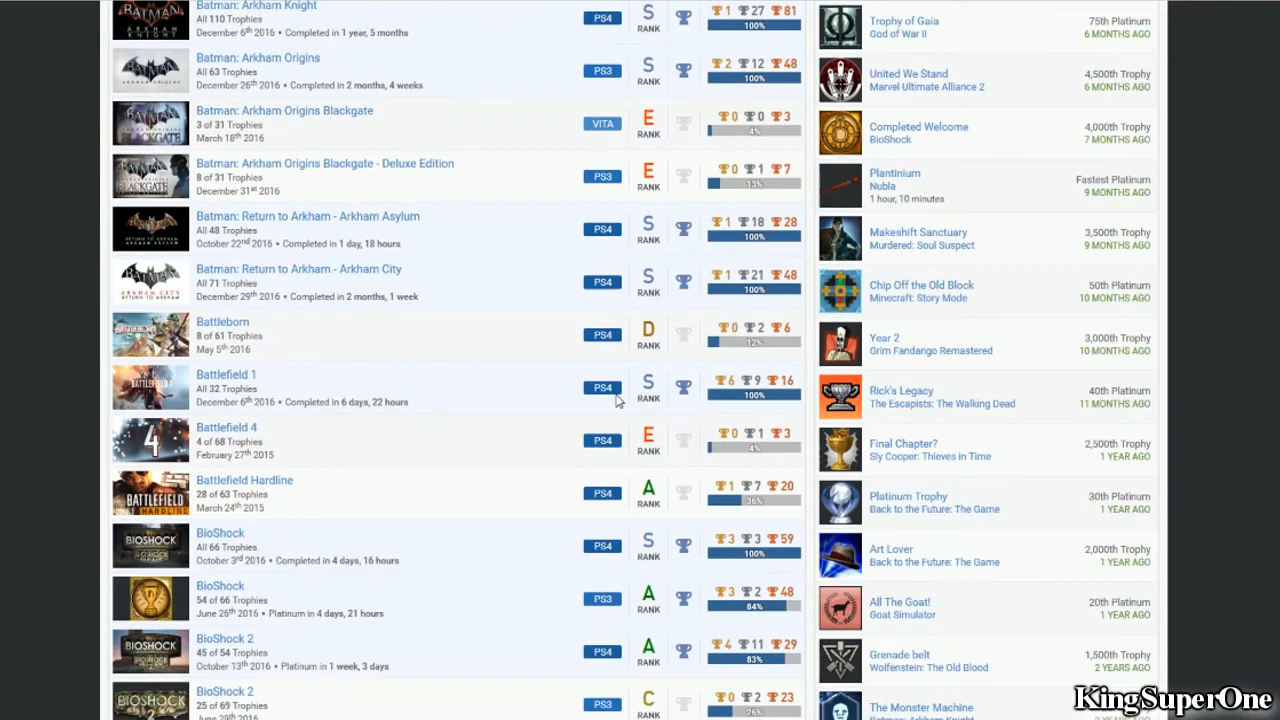 Batman: Arkham Knight
All 110 Trophies
December 6th 2016 • Completed in 1 year, 5 months
PS4
S
RANK
1 27 81
100%
Batman: Arkham Origins
All 63 Trophies
December 26th 2016 • Completed in 2 months, 4 weeks
PS3
S
RANK
2 12 48
100%
Batman: Arkham Origins Blackgate
3 of 31 Trophies
March 18th 2016
VITA
E
RANK
0 0 3
4%
Batman: Arkham Origins Blackgate - Deluxe Edition
8 of 31 Trophies
December 31st 2016
PS3
E
RANK
0 1 7
13%
Batman: Return to Arkham - Arkham Asylum
All 48 Trophies
October 22nd 2016 • Completed in 1 day, 18 hours
PS4
S
RANK
1 18 28
100%
Batman: Return to Arkham - Arkham City
All 71 Trophies
December 29th 2016 • Completed in 2 months, 1 week
PS4
S
RANK
1 21 48
100%
Battleborn
8 of 61 Trophies
May 5th 2016
PS4
D
RANK
0 2 6
12%
Battlefield 1
All 32 Trophies
December 6th 2016 • Completed in 6 days, 22 hours
PS4
S
RANK
6 9 16
100%
4
Battlefield 4
4 of 68 Trophies
February 27th 2015
PS4
E
RANK
0 1 3
4%
BATTLEFIELD
HARDLINE
Battlefield Hardline
28 of 63 Trophies
March 24th 2015
PS4
A
RANK
1 7 20
36%
BIOSHOCK
BioShock
All 66 Trophies
October 3rd 2016 • Completed in 4 days, 16 hours
PS4
S
RANK
3 3 59
100%
BioShock
54 of 66 Trophies
June 26th 2016 • Platinum in 4 days, 21 hours
PS3
A
RANK
3 2 48
84%
BIOSHOCK
BioShock 2
45 of 54 Trophies
October 13th 2016 • Platinum in 1 week, 3 days
PS4
A
RANK
4 11 29
83%
BIOSHOCK
BioShock 2
25 of 69 Trophies
PS3
C
RANK
0 2 23
26%
Trophy of Gaia
God of War II
75th Platinum
6 MONTHS AGO
United We Stand
Marvel Ultimate Alliance 2
4,500th Trophy
6 MONTHS AGO
Completed Welcome
BioShock
4,000th Trophy
7 MONTHS AGO
Plantinium
Nubla
1 hour, 10 minutes
Fastest Platinum
9 MONTHS AGO
Makeshift Sanctuary
Murdered: Soul Suspect
3,500th Trophy
9 MONTHS AGO
Chip Off the Old Block
Minecraft: Story Mode
50th Platinum
10 MONTHS AGO
Year 2
Grim Fandango Remastered
3,000th Trophy
10 MONTHS AGO
Rick's Legacy
The Escapists: The Walking Dead
40th Platinum
11 MONTHS AGO
Final Chapter?
Sly Cooper: Thieves in Time
2,500th Trophy
1 YEAR AGO
Platinum Trophy
Back to the Future: The Game
30th Platinum
1 YEAR AGO
Art Lover
Back to the Future: The Game
2,000th Trophy
1 YEAR AGO
All The Goat!
Goat Simulator
20th Platinum
1 YEAR AGO
Grenade belt
Wolfenstein: The Old Blood
1,500th Trophy
2 YEARS AGO
The Monster Machine
KingSuperOne